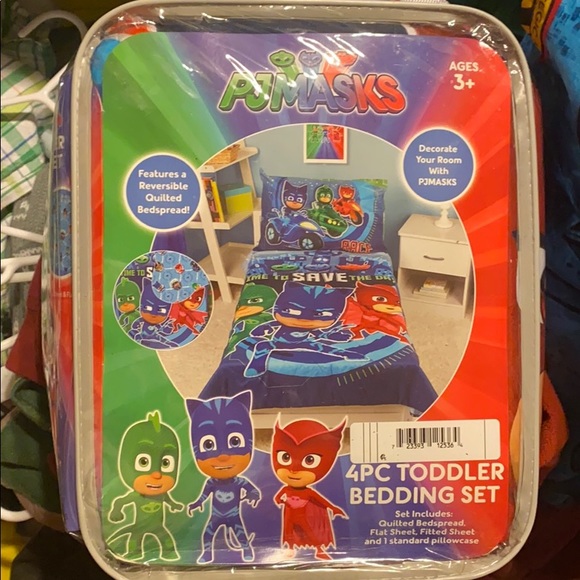 PJMASKS
AGES
3+
Features a
Reversible
Quilted
Bedspread!
Decorate
Your Room
With
PJMASKS
TIME TO SAVE THE DAY
4PC TODDLER
BEDDING SET
Set Includes:
Quilted Bedspread,
Flat Sheet, Fitted Sheet
and 1 standard pillowcase